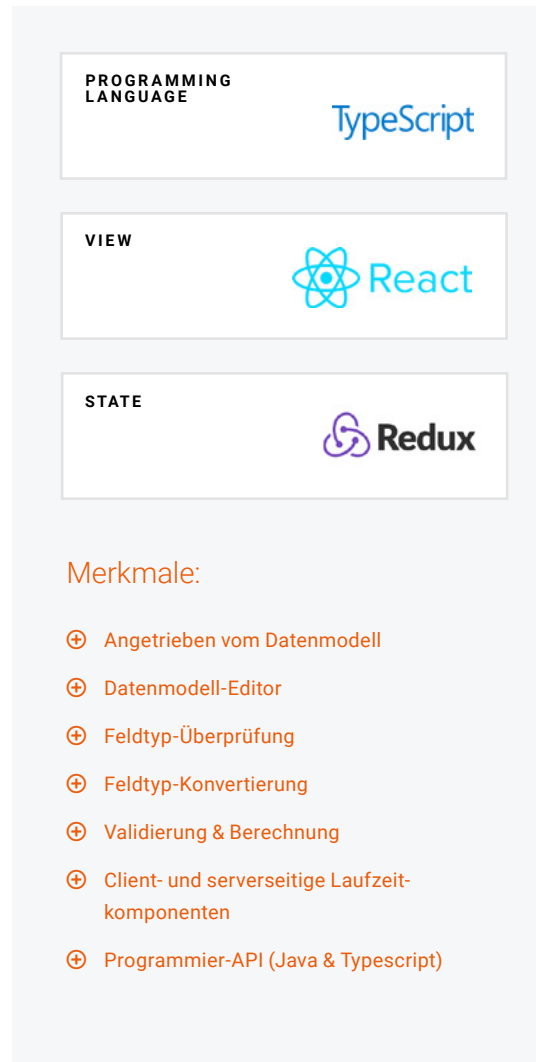 PROGRAMMING
LANGUAGE
TypeScript
VIEW
React
STATE
Redux
Merkmale:
Angetrieben vom Datenmodell
Datenmodell-Editor
Feldtyp-Überprüfung
Feldtyp-Konvertierung
Validierung & Berechnung
Client- und serverseitige Laufzeit-
komponenten
Programmier-API (Java & Typescript)